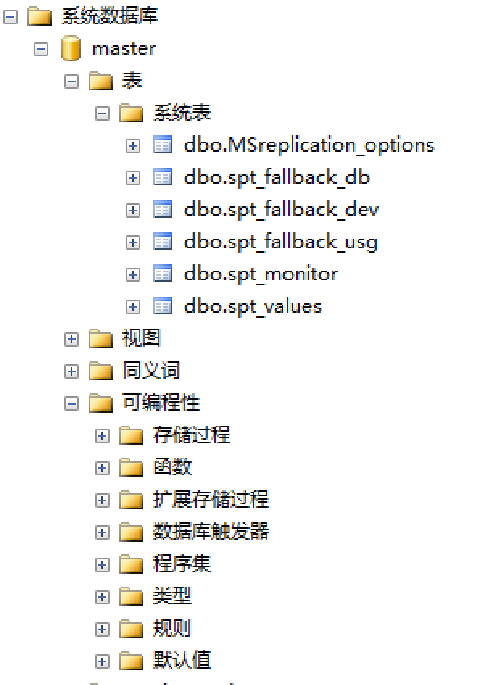 系统数据库
master
表
系统表
dbo.MSreplication_options
dbo.spt_fallback_db
dbo.spt_fallback_dev
dbo.spt_fallback_usg
dbo.spt_monitor
dbo.spt_values
视图
同义词
可编程性
存储过程
函数
扩展存储过程
数据库触发器
程序集
类型
规则
默认值